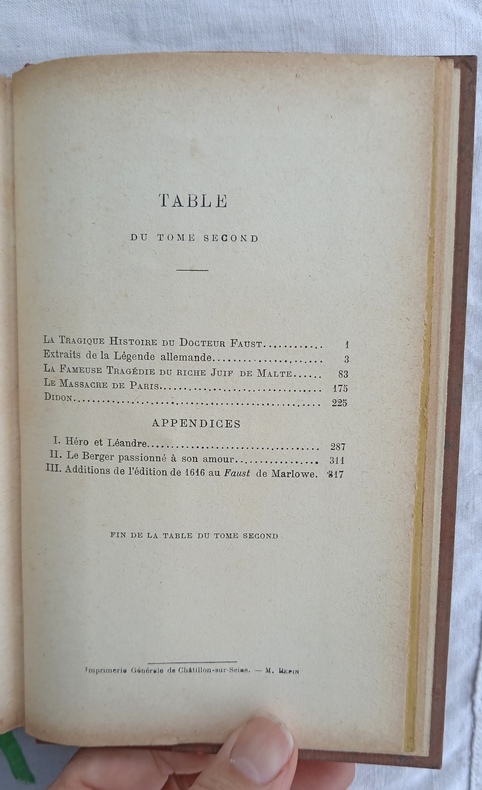 TABLE
DU TOME SECOND
LA TRAGIQUE HISTOIRE DU DOCTEUR FAUST............ 1
Extraits de la Légende allemande...................... 3
LA FAMEUSE TRAGÉDIE DU RICHE JUIF DE MALTE...... 83
LE MASSACRE DE PARIS................................ 175
DIDON.................................................. 225
APPENDICES
I. Héro et Léandre................................... 287
II. Le Berger passionné à son amour................ 311
III. Additions de l'édition de 1616 au Faust de Marlowe. 317
FIN DE LA TABLE DU TOME SECOND
Imprimerie Générale de Châtillon-sur-Seine. — M. PEPIN